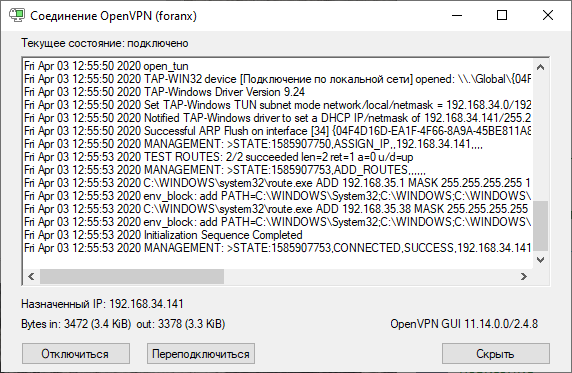 Соединение OpenVPN (foranx)
Текущее состояние: подключено
Fri Apr 03 12:55:50 2020 open_tun
Fri Apr 03 12:55:50 2020 TAP-WIN32 device [Подключение по локальной сети] opened: \\.\Global\{04F
Fri Apr 03 12:55:50 2020 TAP-Windows Driver Version 9.24
Fri Apr 03 12:55:50 2020 Set TAP-Windows TUN subnet mode network/local/netmask = 192.168.34.0/192
Fri Apr 03 12:55:50 2020 Notified TAP-Windows driver to set a DHCP IP/netmask of 192.168.34.141/255.2
Fri Apr 03 12:55:50 2020 Successful ARP Flush on interface [34] {04F4D16D-EA1F-4F66-8A9A-45BE811A8
Fri Apr 03 12:55:50 2020 MANAGEMENT: >STATE:1585907750,ASSIGN_IP,,192.168.34.141,,,,
Fri Apr 03 12:55:53 2020 TEST ROUTES: 2/2 succeeded len=2 ret=1 a=0 u/d=up
Fri Apr 03 12:55:53 2020 MANAGEMENT: >STATE:1585907753,ADD_ROUTES,,,,,,
Fri Apr 03 12:55:53 2020 C:\WINDOWS\system32\route.exe ADD 192.168.35.1 MASK 255.255.255.255 1
Fri Apr 03 12:55:53 2020 env_block: add PATH=C:\WINDOWS\System32;C:\WINDOWS;C:\WINDOWS\
Fri Apr 03 12:55:53 2020 C:\WINDOWS\system32\route.exe ADD 192.168.35.38 MASK 255.255.255.255
Fri Apr 03 12:55:53 2020 env_block: add PATH=C:\WINDOWS\System32;C:\WINDOWS;C:\WINDOWS\
Fri Apr 03 12:55:53 2020 Initialization Sequence Completed
Fri Apr 03 12:55:53 2020 MANAGEMENT: >STATE:1585907753,CONNECTED,SUCCESS,192.168.34.141
Назначенный IP: 192.168.34.141
Bytes in: 3472 (3.4 KiB) out: 3378 (3.3 KiB) OpenVPN GUI 11.14.0.0/2.4.8
Отключиться Переподключиться Скрыть